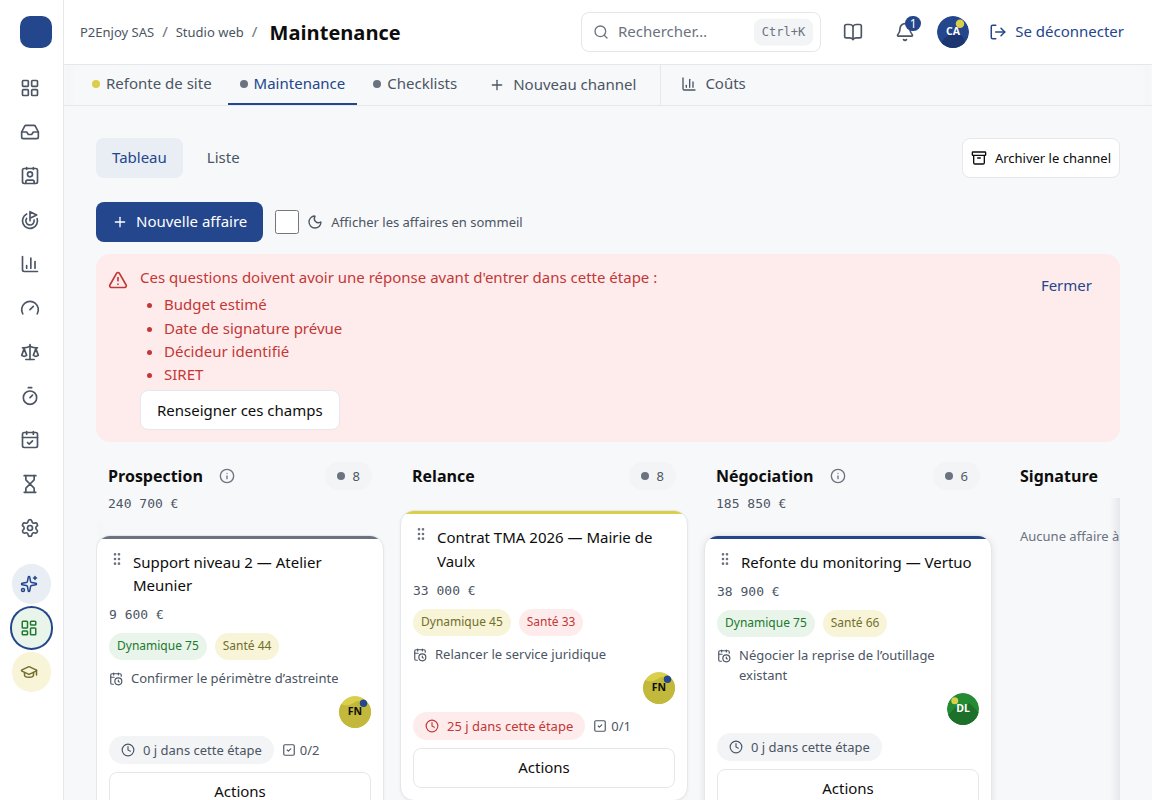 P2Enjoy SAS / Studio web / Maintenance
Rechercher... Ctrl+K
1
CA
Se déconnecter
Refonte de site
Maintenance
Checklists
Nouveau channel
Coûts
Tableau
Liste
Archiver le channel
Nouvelle affaire
Afficher les affaires en sommeil
Ces questions doivent avoir une réponse avant d'entrer dans cette étape :
Budget estimé
Date de signature prévue
Décideur identifié
SIRET
Renseigner ces champs
Fermer
Prospection
8
240 700 €
Support niveau 2 — Atelier
Meunier
9 600 €
Dynamique 75
Santé 44
Confirmer le périmètre d’astreinte
FN
0 j dans cette étape
0/2
Actions
Relance
8
Contrat TMA 2026 — Mairie de
Vaulx
33 000 €
Dynamique 45
Santé 33
Relancer le service juridique
FN
25 j dans cette étape
0/1
Actions
Négociation
6
185 850 €
Refonte du monitoring — Vertuo
38 900 €
Dynamique 75
Santé 66
Négocier la reprise de l’outillage
existant
DL
0 j dans cette étape
Actions
Signature
Aucune affaire à